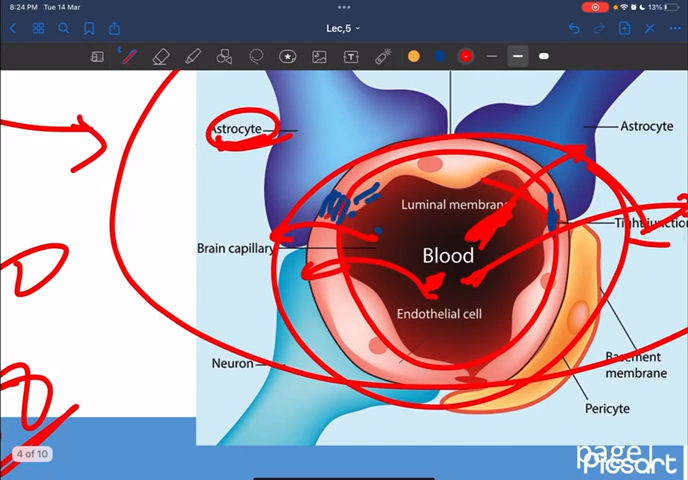 8:24 PM Tue 14 Mar
13%
Lec,5
Astrocyte
Astrocyte
Luminal membrane
Tight junction
Brain capillary
Blood
Endothelial cell
Neuron
Basement
membrane
Pericyte
4 of 10
page1
Picsart